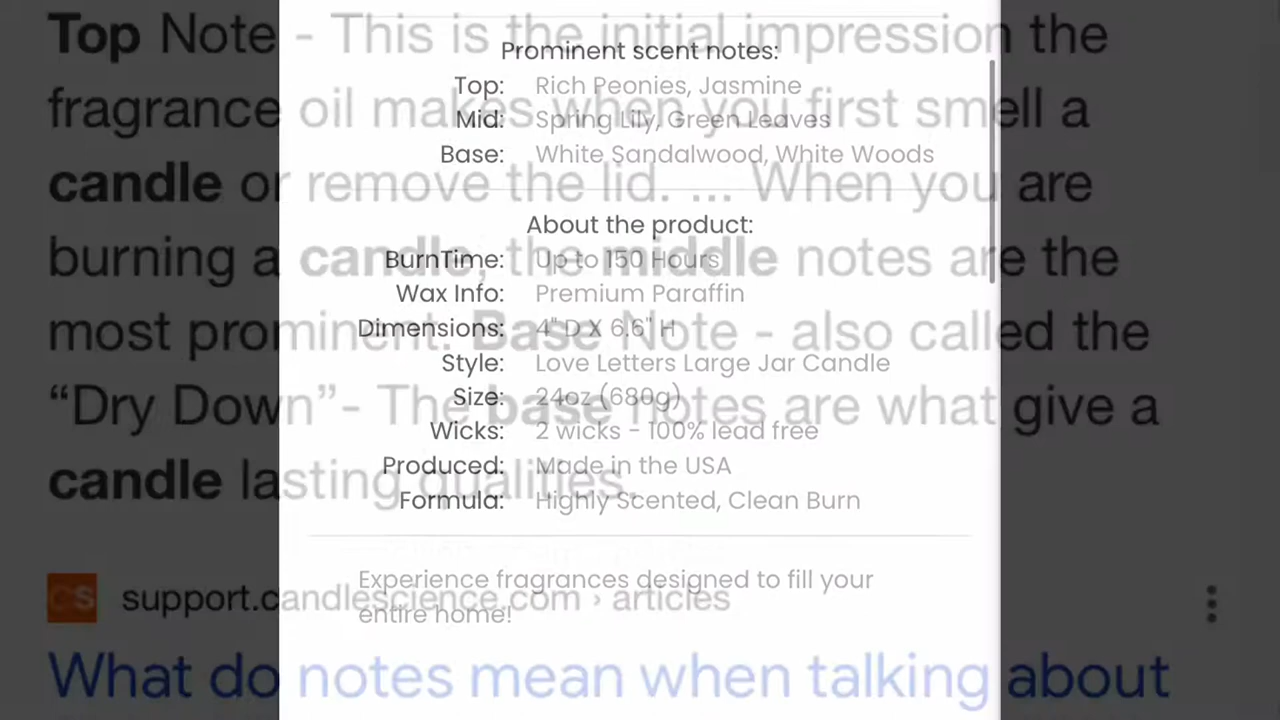 Top Note - This is the initial impression the
fragrance oil makes when you first smell a
candle or remove the lid. ... When you are
burning a candle, the middle notes are the
most prominent. Base Note - also called the
“Dry Down”- The base notes are what give a
candle lasting qualities.
CS
support.candlescience.com › articles
What do notes mean when talking about
Prominent scent notes:
Top: Rich Peonies, Jasmine
Mid: Spring Lily, Green Leaves
Base: White Sandalwood, White Woods
About the product:
BurnTime: Up to 150 Hours
Wax Info: Premium Paraffin
Dimensions: 4" D X 6.6" H
Style: Love Letters Large Jar Candle
Size: 24oz (680g)
Wicks: 2 wicks - 100% lead free
Produced: Made in the USA
Formula: Highly Scented, Clean Burn
Experience fragrances designed to fill your
entire home!